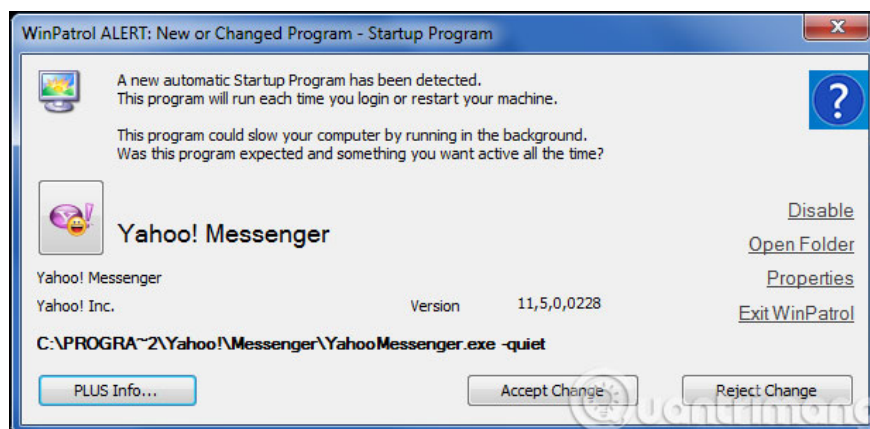 WinPatrol ALERT: New or Changed Program - Startup Program
A new automatic Startup Program has been detected.
This program will run each time you login or restart your machine.
This program could slow your computer by running in the background.
Was this program expected and something you want active all the time?
Yahoo! Messenger
Disable
Open Folder
Properties
Exit WinPatrol
Yahoo! Messenger
Yahoo! Inc.
Version 11,5,0,0228
C:\PROGRA~2\Yahoo!\Messenger\YahooMessenger.exe -quiet
PLUS Info...
Accept Change
Reject Change
Quantrimang